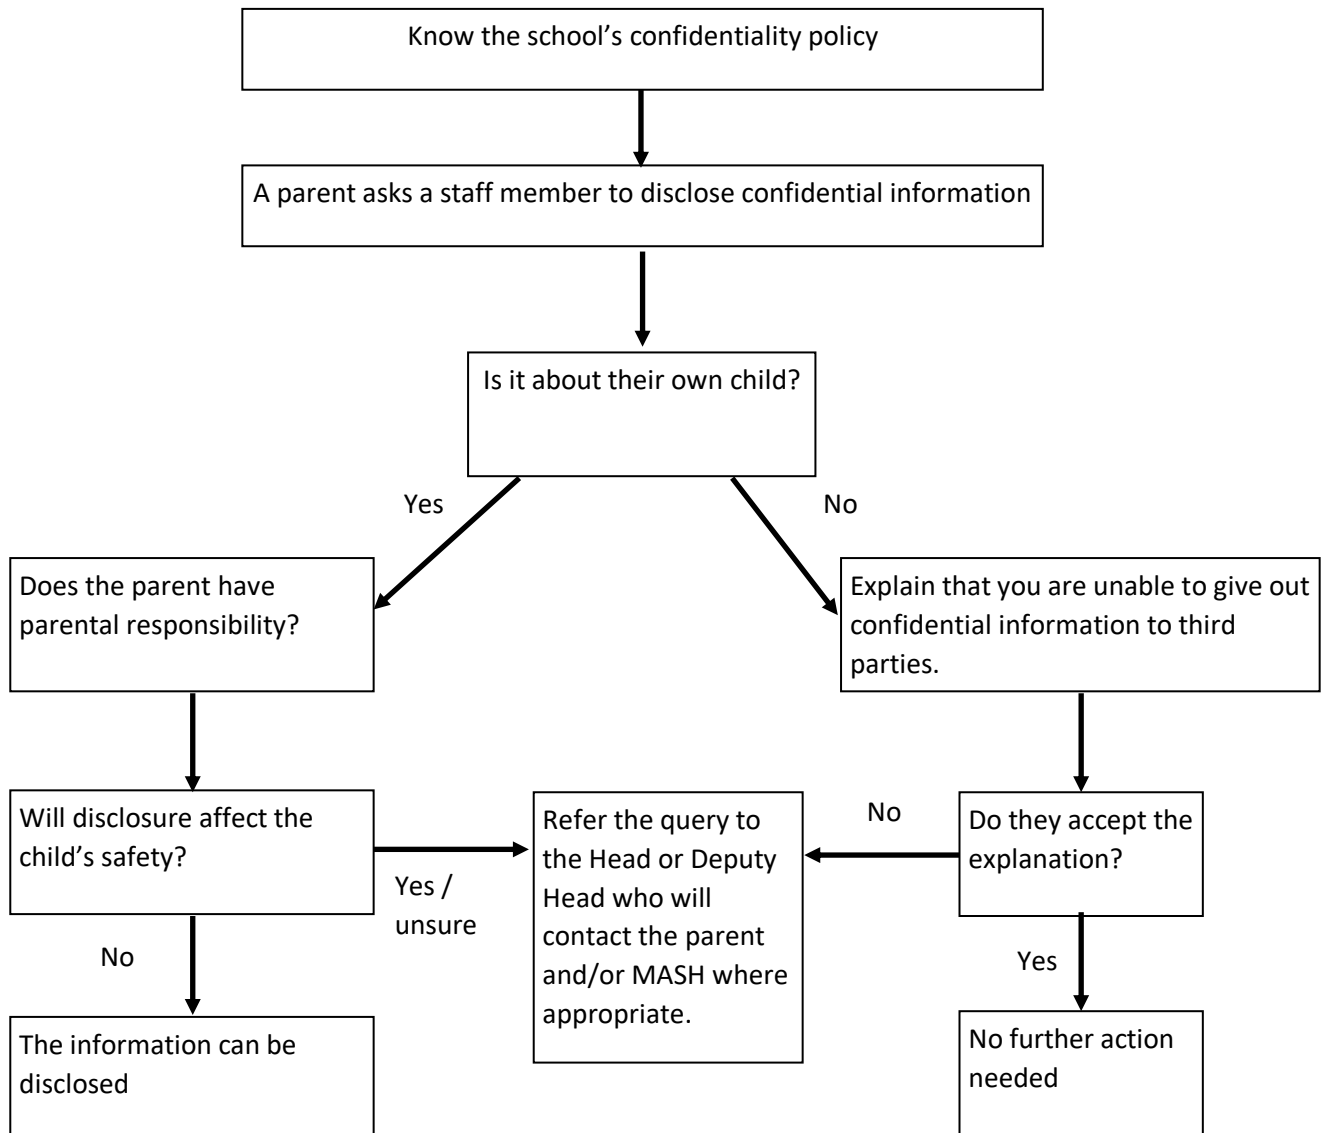 Know the school’s confidentiality policy
A parent asks a staff member to disclose confidential information
Is it about their own child?
Yes
No
Does the parent have
parental responsibility?
Explain that you are unable to give out
confidential information to third
parties.
Will disclosure affect the
child’s safety?
Yes /
unsure
Refer the query to
the Head or Deputy
Head who will
contact the parent
and/or MASH where
appropriate.
No
Do they accept the
explanation?
No
Yes
The information can be
disclosed
No further action
needed